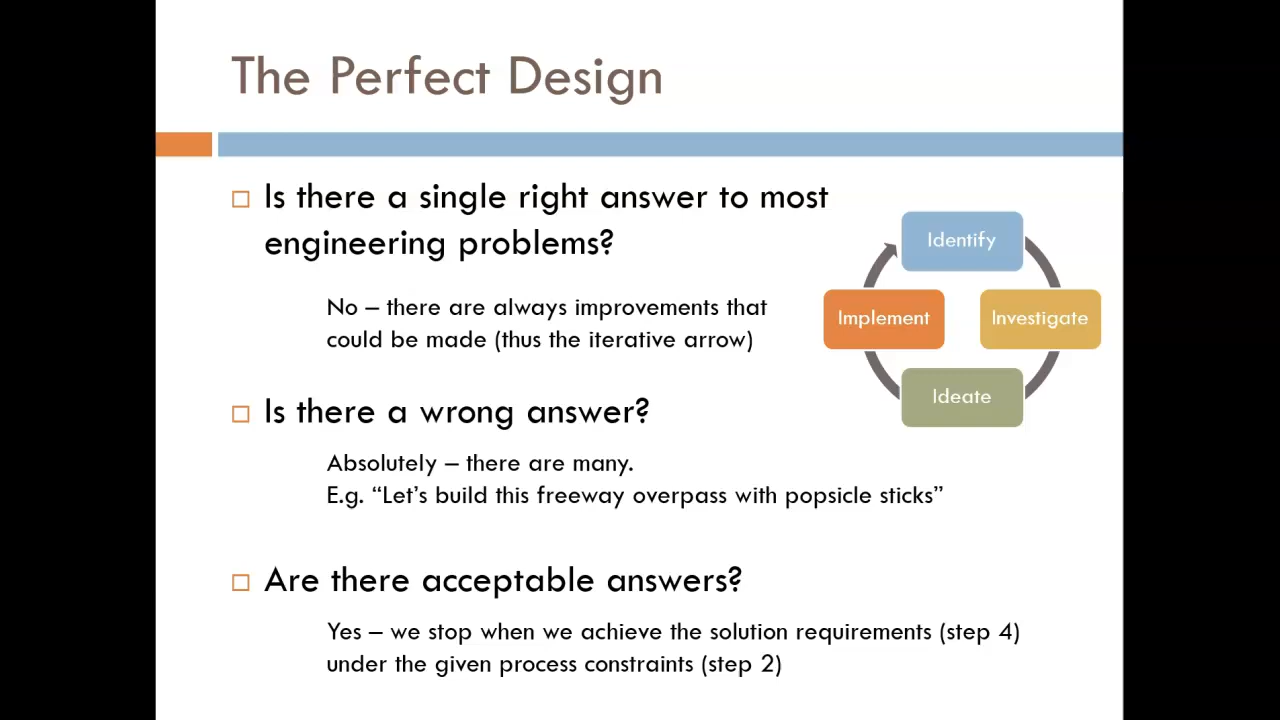 The Perfect Design
Is there a single right answer to most
engineering problems?
No – there are always improvements that
could be made (thus the iterative arrow)
Is there a wrong answer?
Absolutely – there are many.
E.g. “Let’s build this freeway overpass with popsicle sticks”
Are there acceptable answers?
Yes – we stop when we achieve the solution requirements (step 4)
under the given process constraints (step 2)
Identify
Implement
Investigate
Ideate